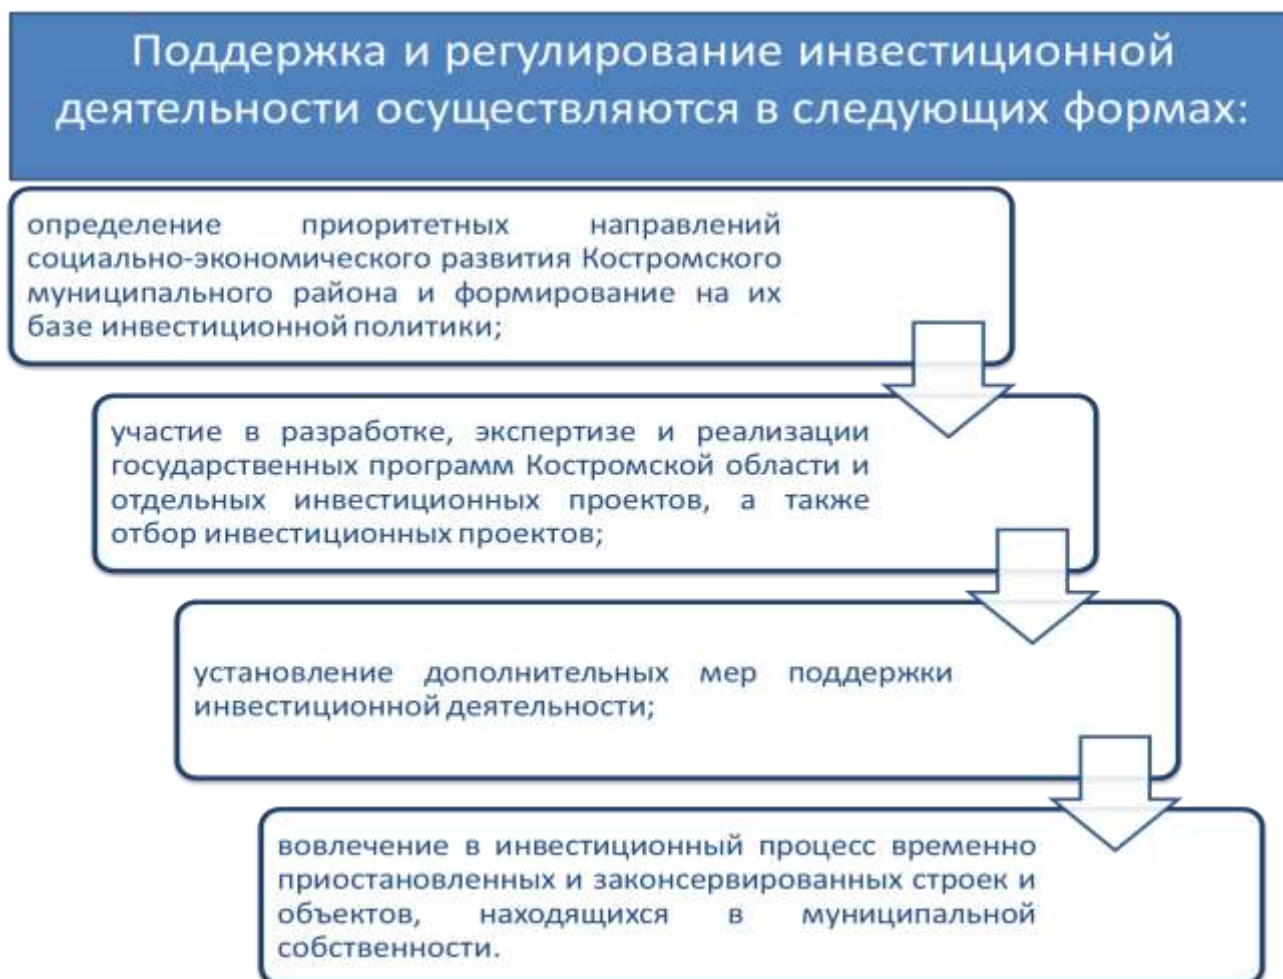 Поддержка и регулирование инвестиционной
деятельности осуществляются в следующих формах:
определение приоритетных направлений
социально-экономического развития Костромского
муниципального района и формирование на их
базе инвестиционной политики;
участие в разработке, экспертизе и реализации
государственных программ Костромской области и
отдельных инвестиционных проектов, а также
отбор инвестиционных проектов;
установление дополнительных мер поддержки
инвестиционной деятельности;
вовлечение в инвестиционный процесс временно
приостановленных и законсервированных строек и
объектов, находящихся в муниципальной
собственности.